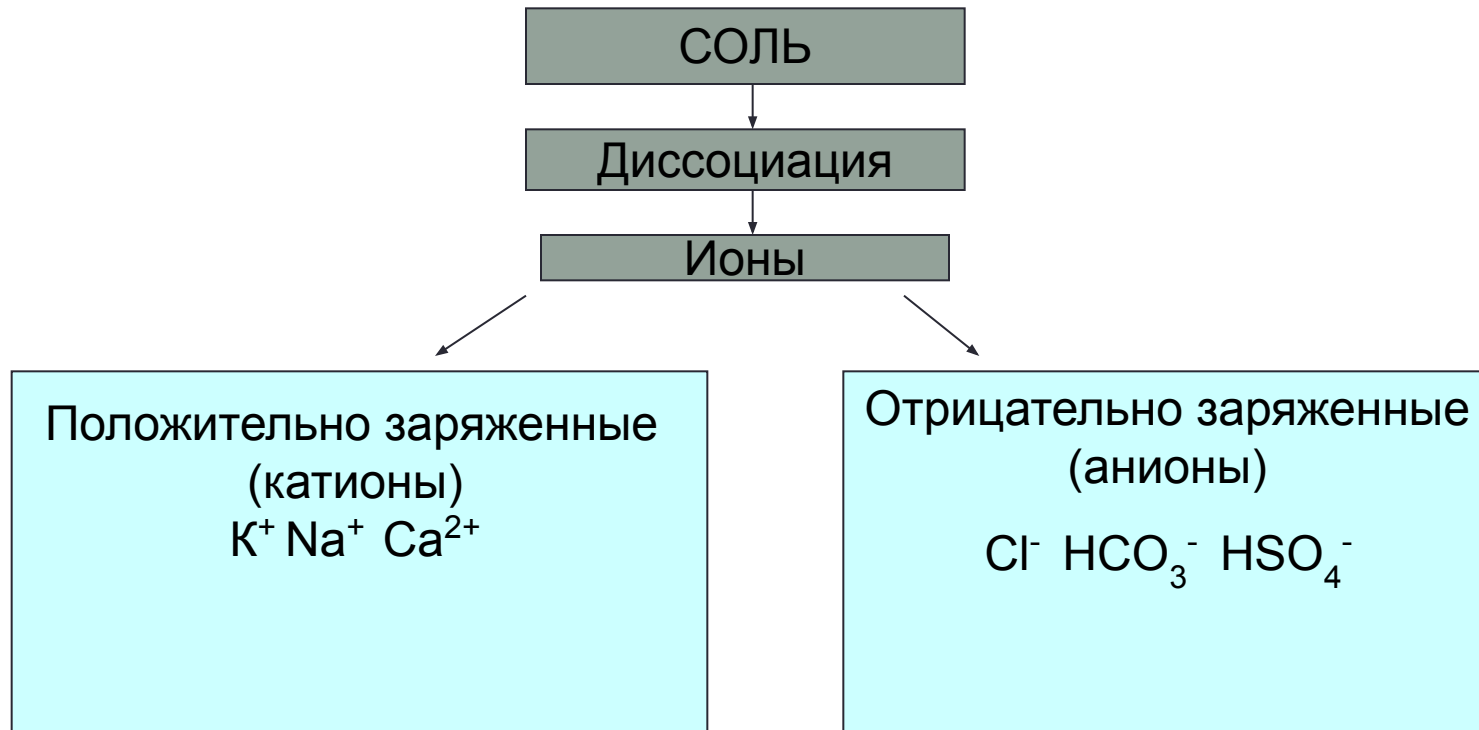 СОЛЬ
Диссоциация
Ионы
Положительно заряженные
(катионы)
К⁺ Na⁺ Ca²⁺
Отрицательно заряженные
(анионы)
Cl⁻ HCO₃⁻ HSO₄⁻